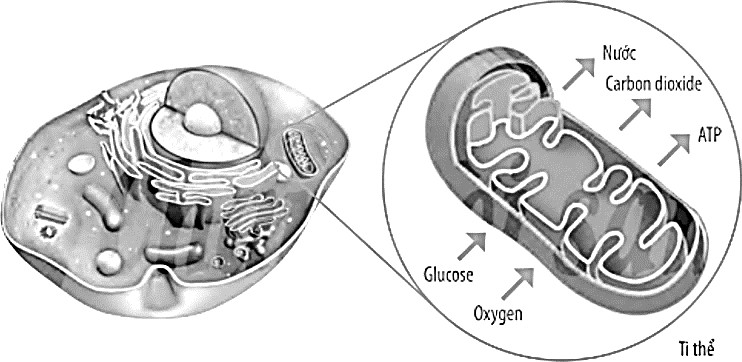 Nước
Carbon dioxide
ATP
Glucose
Oxygen
Ti thể